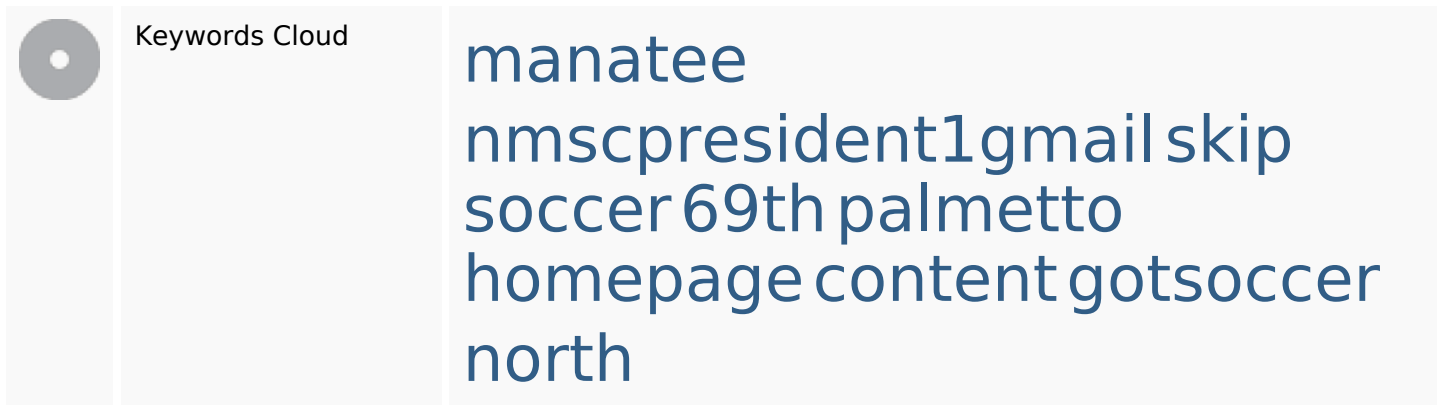 Keywords Cloud
manatee
nmscpresident1gmail skip
soccer 69th palmetto
homepage content gotsoccer
north